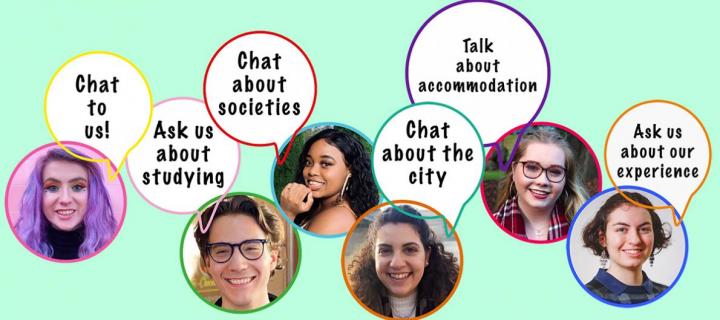 Chat
to
us!
Ask us
about
studying
Chat
about
societies
Chat
about the
city
Talk
about
accommodation
Ask us
about our
experience